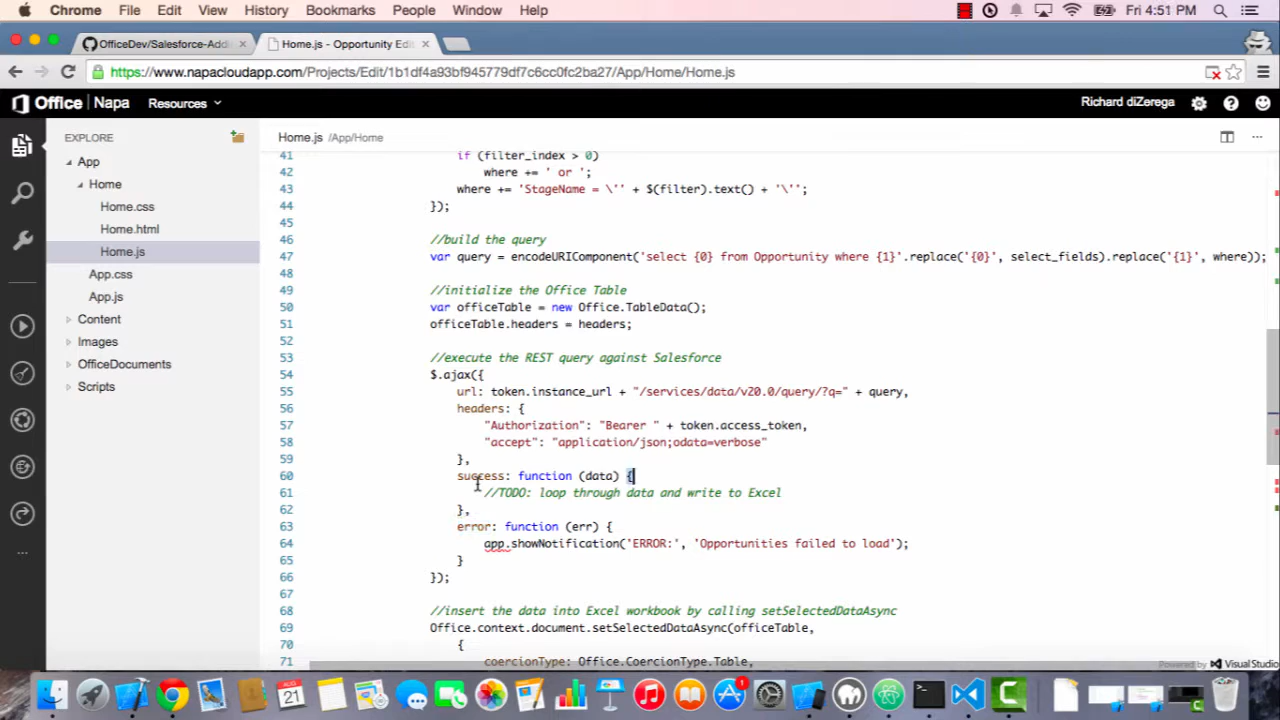 Chrome File Edit View History Bookmarks People Window Help Fri 4:51 PM
OfficeDev/Salesforce-Addi Home.js - Opportunity Edit
https://www.napacloudapp.com/Projects/Edit/1b1df4a93bf945779df7c6cc0fc2ba27/App/Home/Home.js
Office Napa Resources Richard diZerega
EXPLORE
App
Home
Home.css
Home.html
Home.js
App.css
App.js
Content
Images
OfficeDocuments
Scripts
Home.js /App/Home
41 if (filter_index > 0)
42 where += ' or ';
43 where += 'StageName = \'' + $(filter).text() + '\'';
44 });
45
46 //build the query
47 var query = encodeURIComponent('select {0} from Opportunity where {1}'.replace('{0}', select_fields).replace('{1}', where));
48
49 //initialize the Office Table
50 var officeTable = new Office.TableData();
51 officeTable.headers = headers;
52
53 //execute the REST query against Salesforce
54 $.ajax({
55 url: token.instance_url + "/services/data/v20.0/query/?q=" + query,
56 headers: {
57 "Authorization": "Bearer " + token.access_token,
58 "accept": "application/json;odata=verbose"
59 },
60 success: function (data) {
61 //TODO: loop through data and write to Excel
62 },
63 error: function (err) {
64 app.showNotification('ERROR:', 'Opportunities failed to load');
65 }
66 });
67
68 //insert the data into Excel workbook by calling setSelectedDataAsync
69 Office.context.document.setSelectedDataAsync(officeTable,
70 {
71 coercionType: Office.CoercionType.Table,
Powered by Visual Studio
AUG
21
1